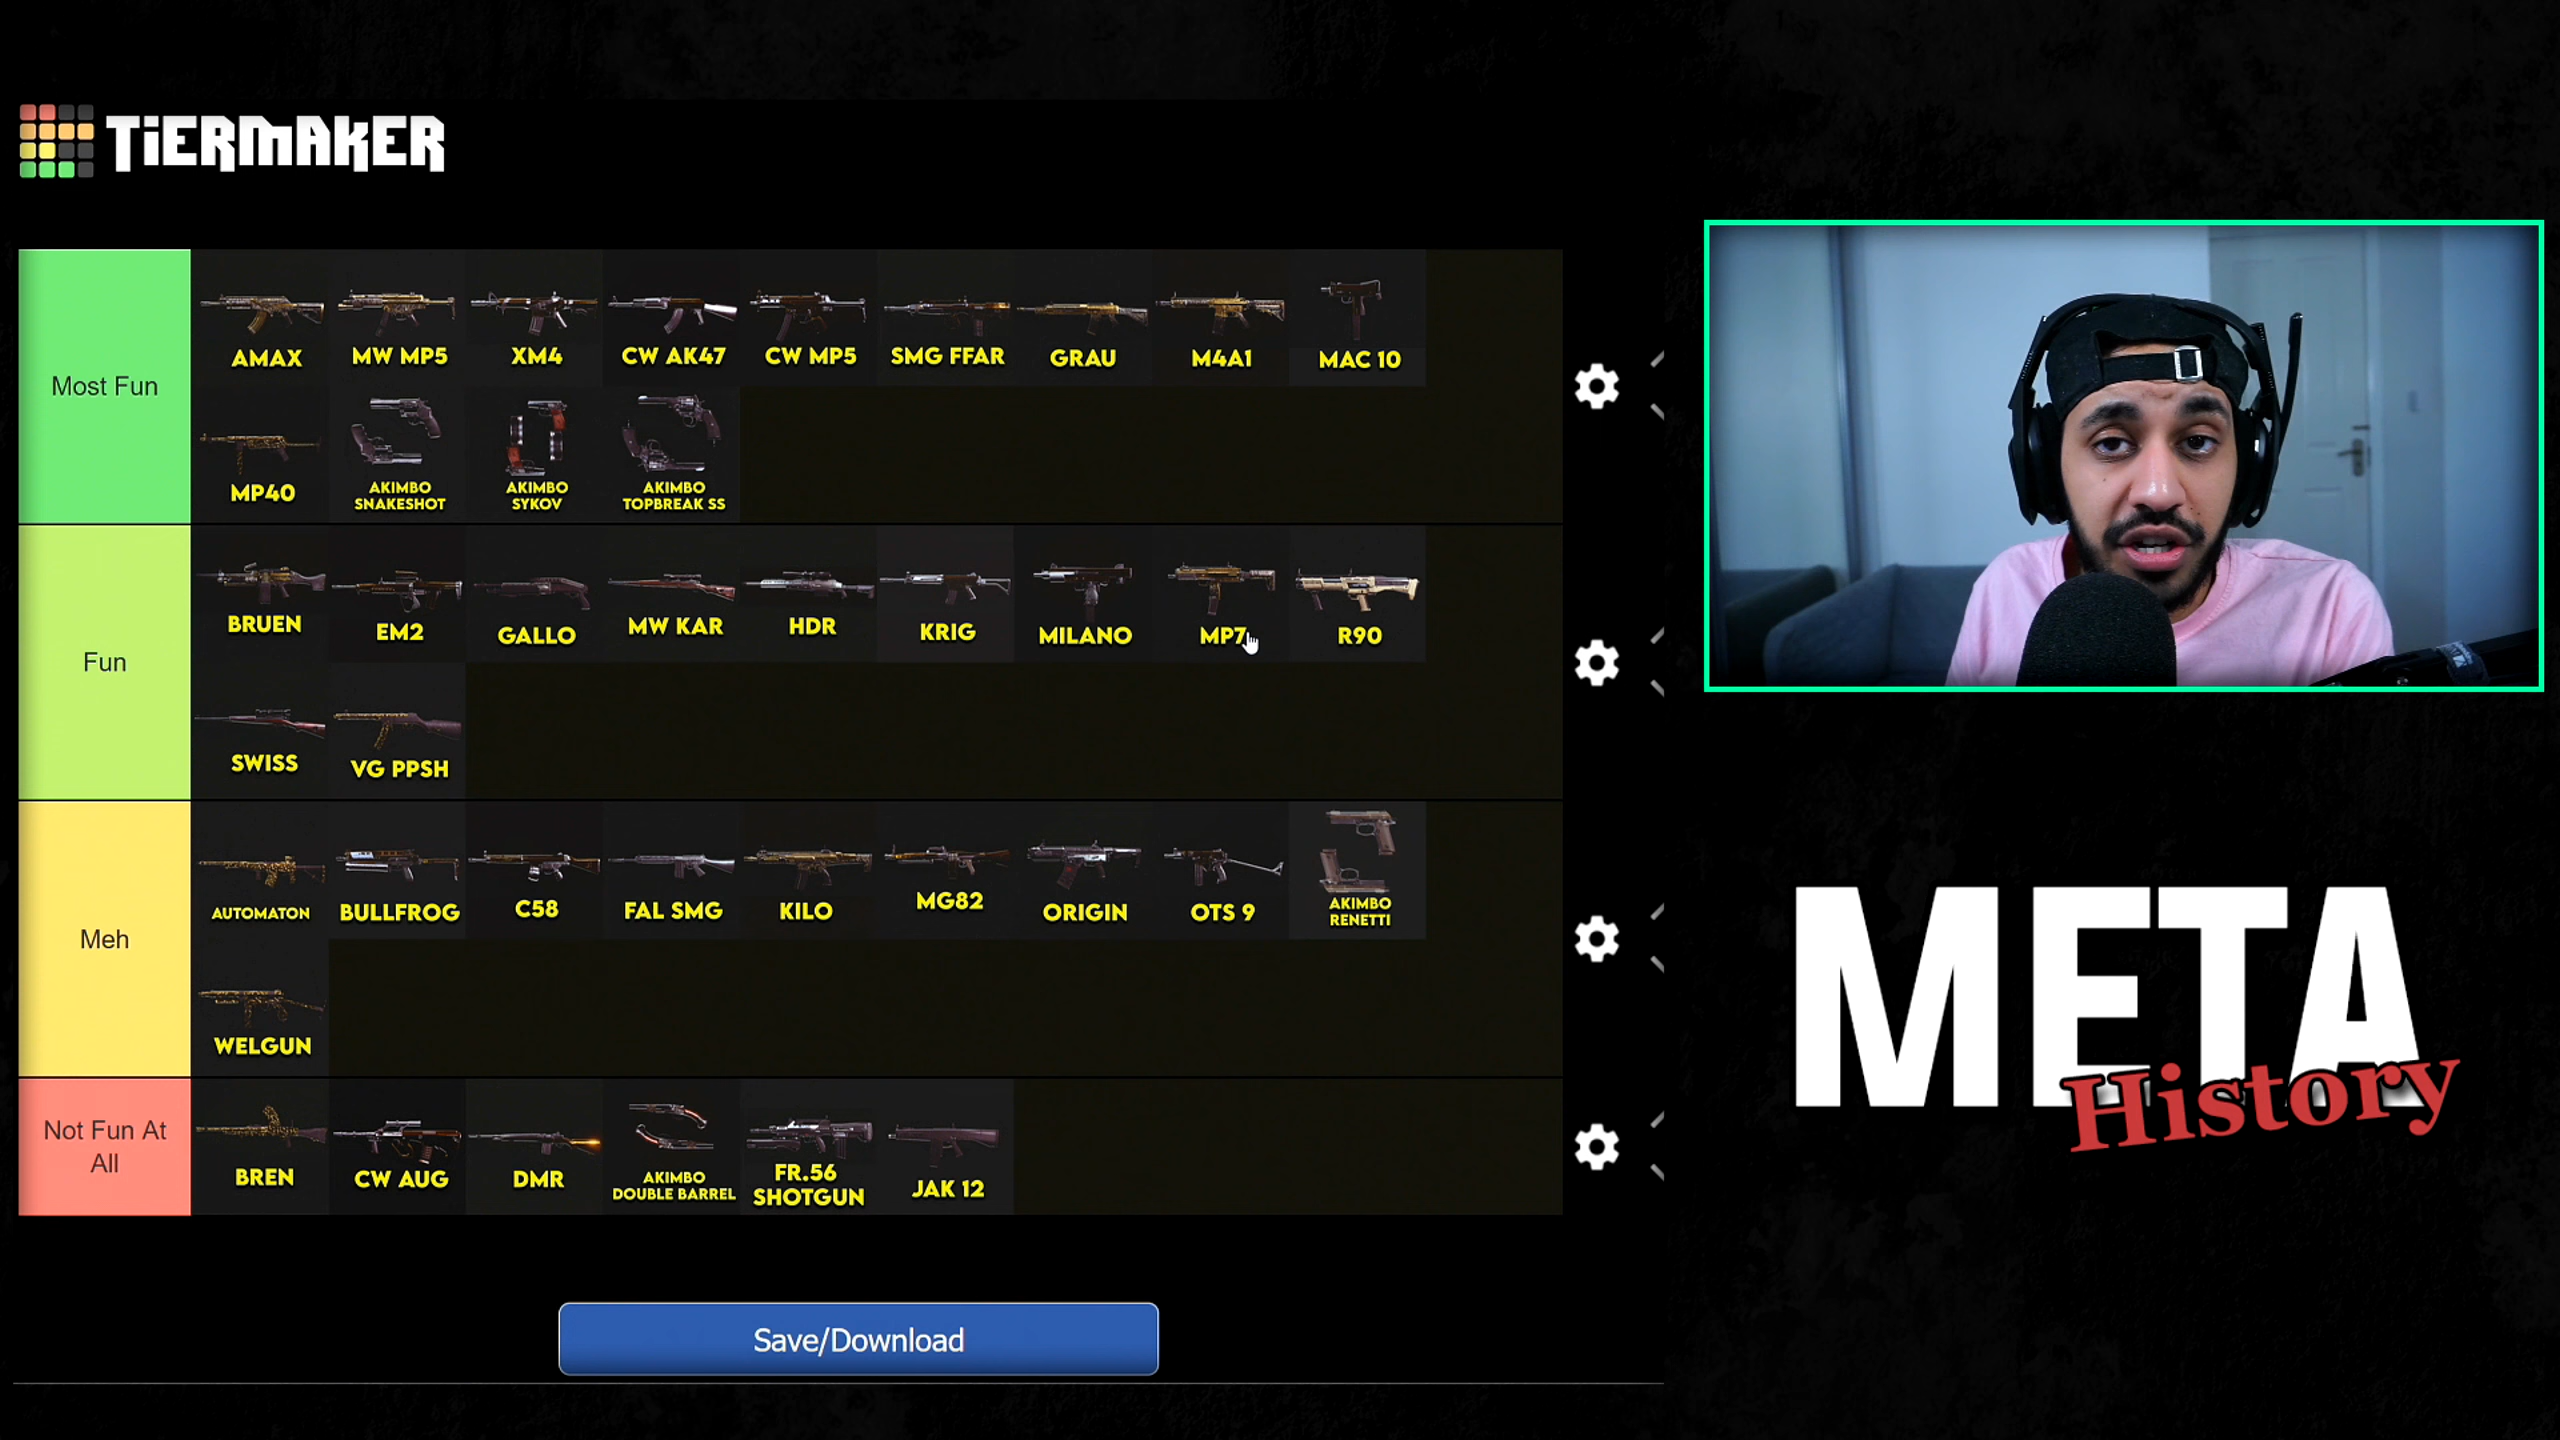 TiERMAKER
Most Fun
AMAX
MW MP5
XM4
CW AK47
CW MP5
SMG FFAR
GRAU
M4A1
MAC 10
MP40
AKIMBO
SNAKESHOT
AKIMBO
SYKOV
AKIMBO
TOPBREAK SS
Fun
BRUEN
EM2
GALLO
MW KAR
HDR
KRIG
MILANO
MP7
R90
SWISS
VG PPSH
Meh
AUTOMATON
BULLFROG
C58
FAL SMG
KILO
MG82
ORIGIN
OTS 9
AKIMBO
RENETTI
WELGUN
Not Fun At
All
BREN
CW AUG
DMR
AKIMBO
DOUBLE BARREL
FR.56
SHOTGUN
JAK 12
Save/Download
META
History